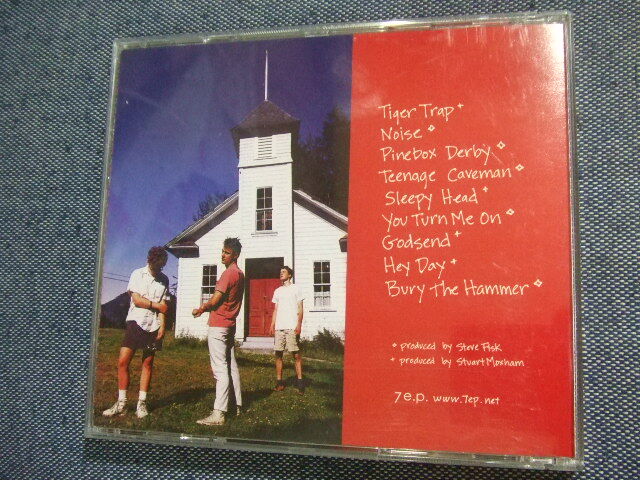 Tiger Trap +
Noise ⋄
Pinebox Derby ⋄
Teenage Caveman ⋄
Sleepy Head +
You Turn Me On ⋄
Godsend +
Hey Day +
Bury The Hammer ⋄
⋄ produced by Steve Fisk
+ produced by Stuart Moxham
7 e.p. www.7ep.net